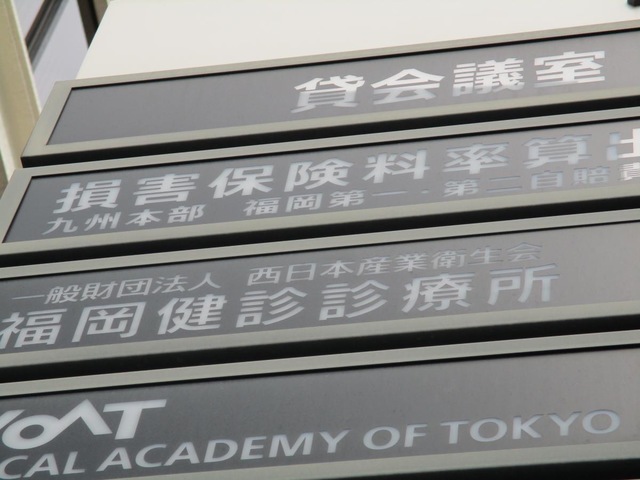 貸会議室
損害保険料率算出
九州本部 福岡第一・第二自賠責
一般財団法人 西日本産業衛生会
福岡健診診療所
YOAT
CAL ACADEMY OF TOKYO